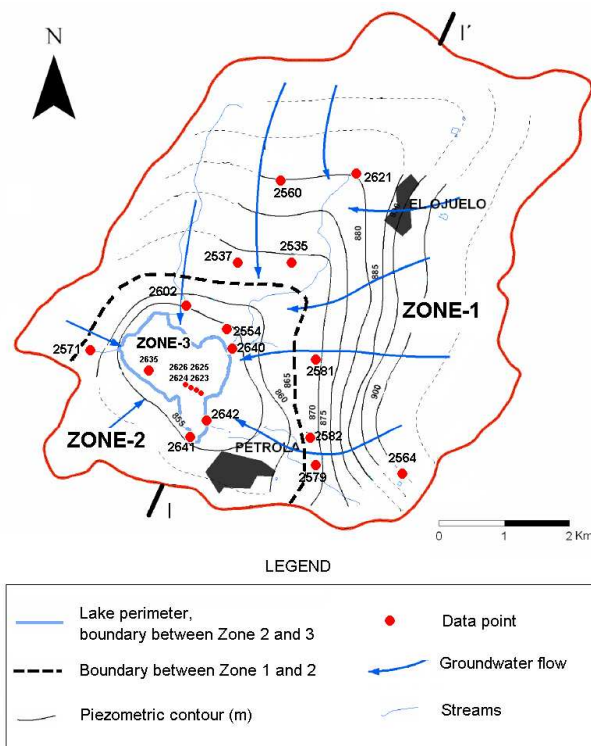 I´
N
2621
2560
EL OJUELO
880
2537
2535
885
2602
ZONE-1
2554
ZONE-3
2640
2571
2626 2625
2635
2624 2623
2581
865
860
900
870
875
855
2642
ZONE-2
2641
PETROLA
2582
2579
2564
I
0 1 2 Km
LEGEND
Lake perimeter,
boundary between Zone 2 and 3
Data point
Boundary between Zone 1 and 2
Groundwater flow
Piezometric contour (m)
Streams